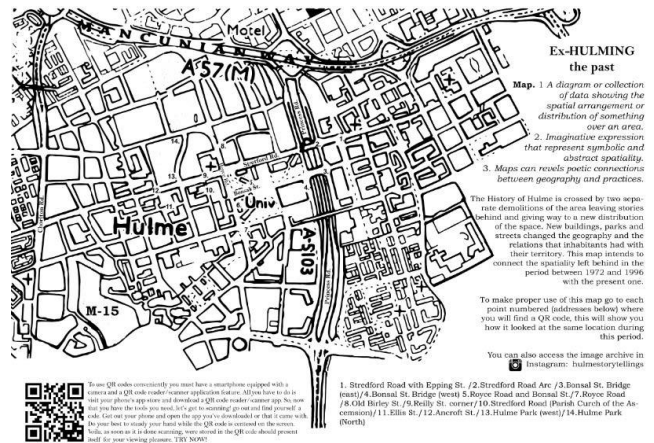 MANCUNIAN WAY
Motel
A57(M)
Stretford Rd.
Bonsal St.
Univ
Hulme
A5103
M-15
14.
13.
12.
11.
10.
Ex-HULMING
the past
Map. 1 A diagram or collection
of data showing the
spatial arrangement or
distribution of something
over an area.
2. Imaginative expression
that represent symbolic and
abstract spatiality.
3. Maps can revels poetic connections
between geography and practices.
The History of Hulme is crossed by two sepa-
rate demolitions of the area leaving stories
behind and giving way to a new distribution
of the space. New buildings, parks and
streets changed the geography and the
relations that inhabitants had with
their territory. This map intends to
connect the spatiality left behind in the
period between 1972 and 1996
with the present one.
To make proper use of this map go to each
point numbered (addresses below) where
you will find a QR code, this will show you
how it looked at the same location during
this period.
You can also access the image archive in
Instagram: hulmestorytellings
To use QR codes conveniently you must have a smartphone equipped with a
camera and a QR code reader/scanner application feature. All you have to do is
visit your phone's app store and download a QR code reader/scanner app. So, now
that you have the tools you need, let's get to scanning! go out and find yourself a
code. Get out your phone and open the app you've downloaded or that it came with.
Do your best to steady your hand while the QR code is centered on the screen.
Voila, as soon as it is done scanning, were stored in the QR code should present
itself for your viewing pleasure. TRY NOW!
1. Stredford Road with Epping St. /2.Stredford Road Arc /3.Bonsal St. Bridge
(east)/4.Bonsal St. Bridge (west) 5.Royce Road and Bonsal St./7.Royce Road
/8.Old Birley St./9.Reilly St. corner/10.Stredford Road (Parish Curch of the As-
cension)/11.Ellis St./12.Ancroft St./13.Hulme Park (west)/14.Hulme Park
(North)